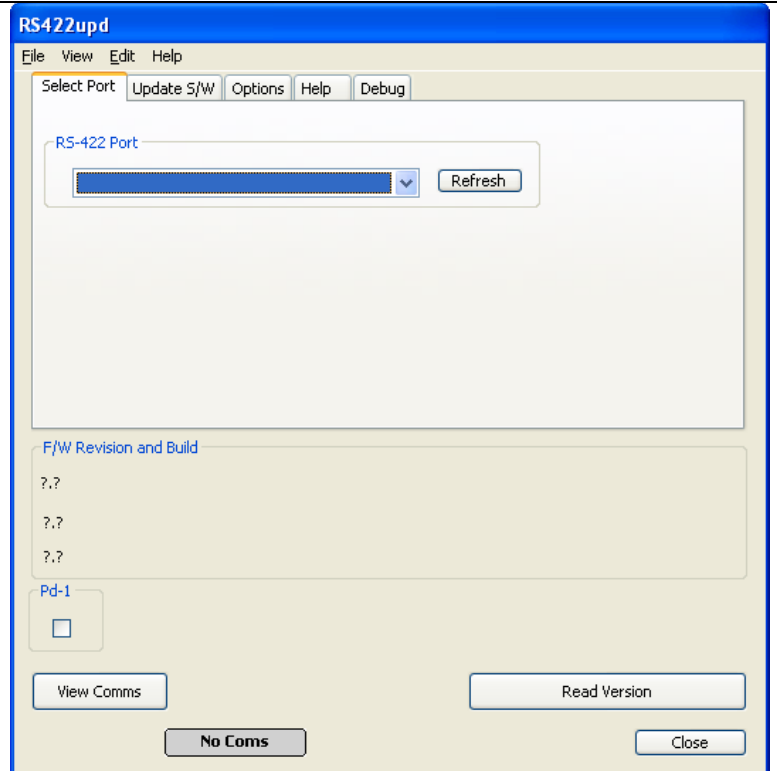 RS422upd
File View Edit Help
Select Port Update S/W Options Help Debug
RS-422 Port
Refresh
F/W Revision and Build
?.?
?.?
?.?
Pd-1
View Comms Read Version
No Coms Close